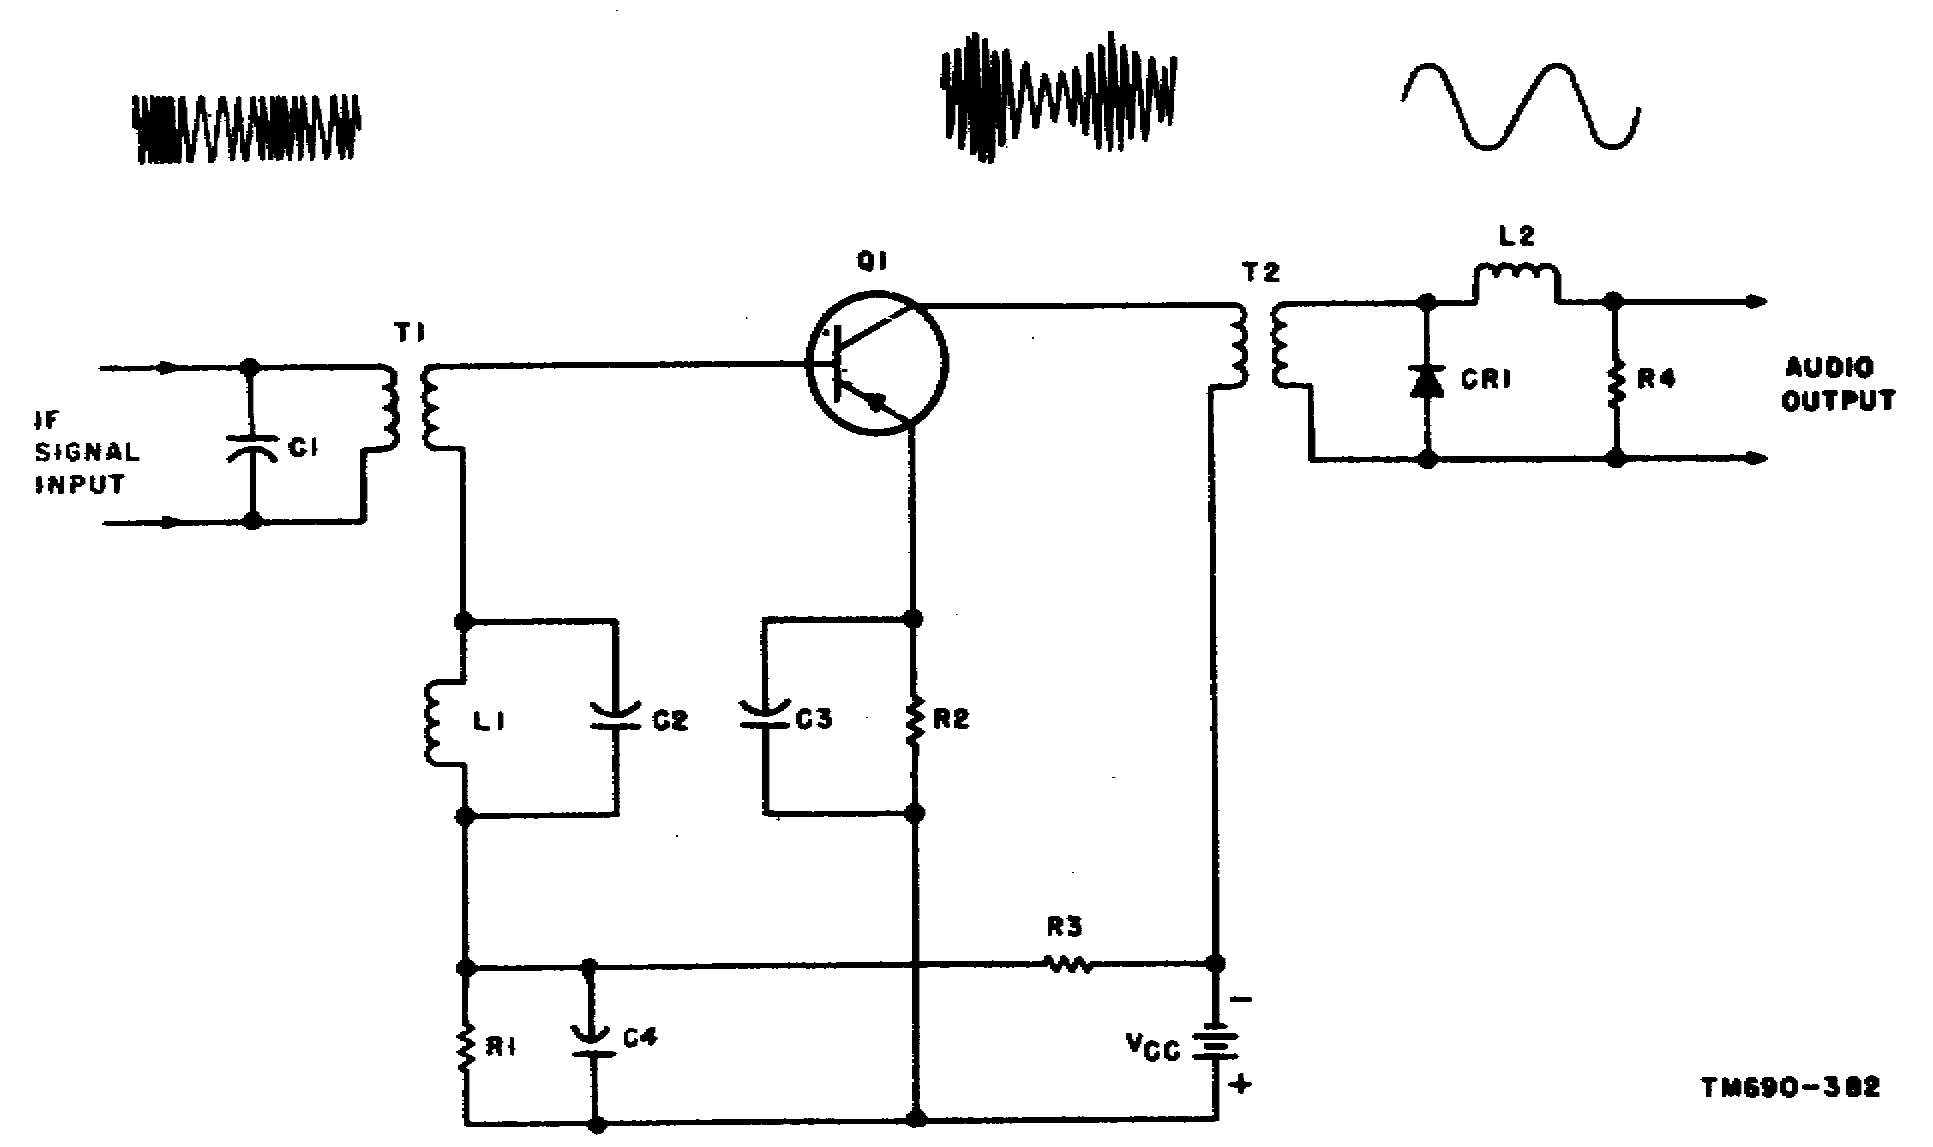 Q1
L2
T2
T1
CR1
R4
AUDIO
OUTPUT
IF
SIGNAL
INPUT
C1
L1
C2
C3
R2
R3
R1
C4
−
VCC
+
TM690-382